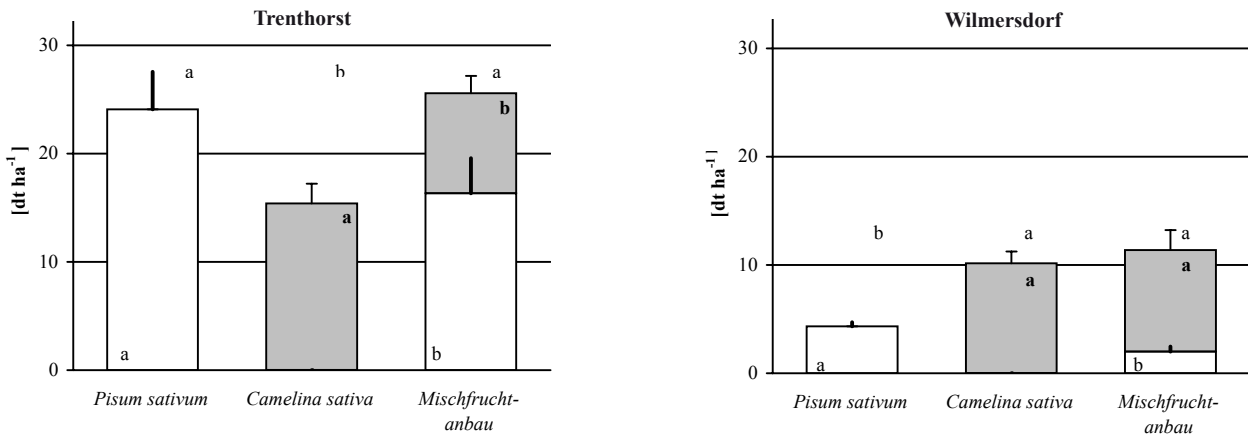 Trenthorst
30
20
10
0
[dt ha-1]
a
b
a
b
a
a
b
Pisum sativum
Camelina sativa
Mischfrucht-
anbau
Wilmersdorf
30
20
10
0
[dt ha-1]
b
a
a
a
a
a
b
Pisum sativum
Camelina sativa
Mischfrucht-
anbau